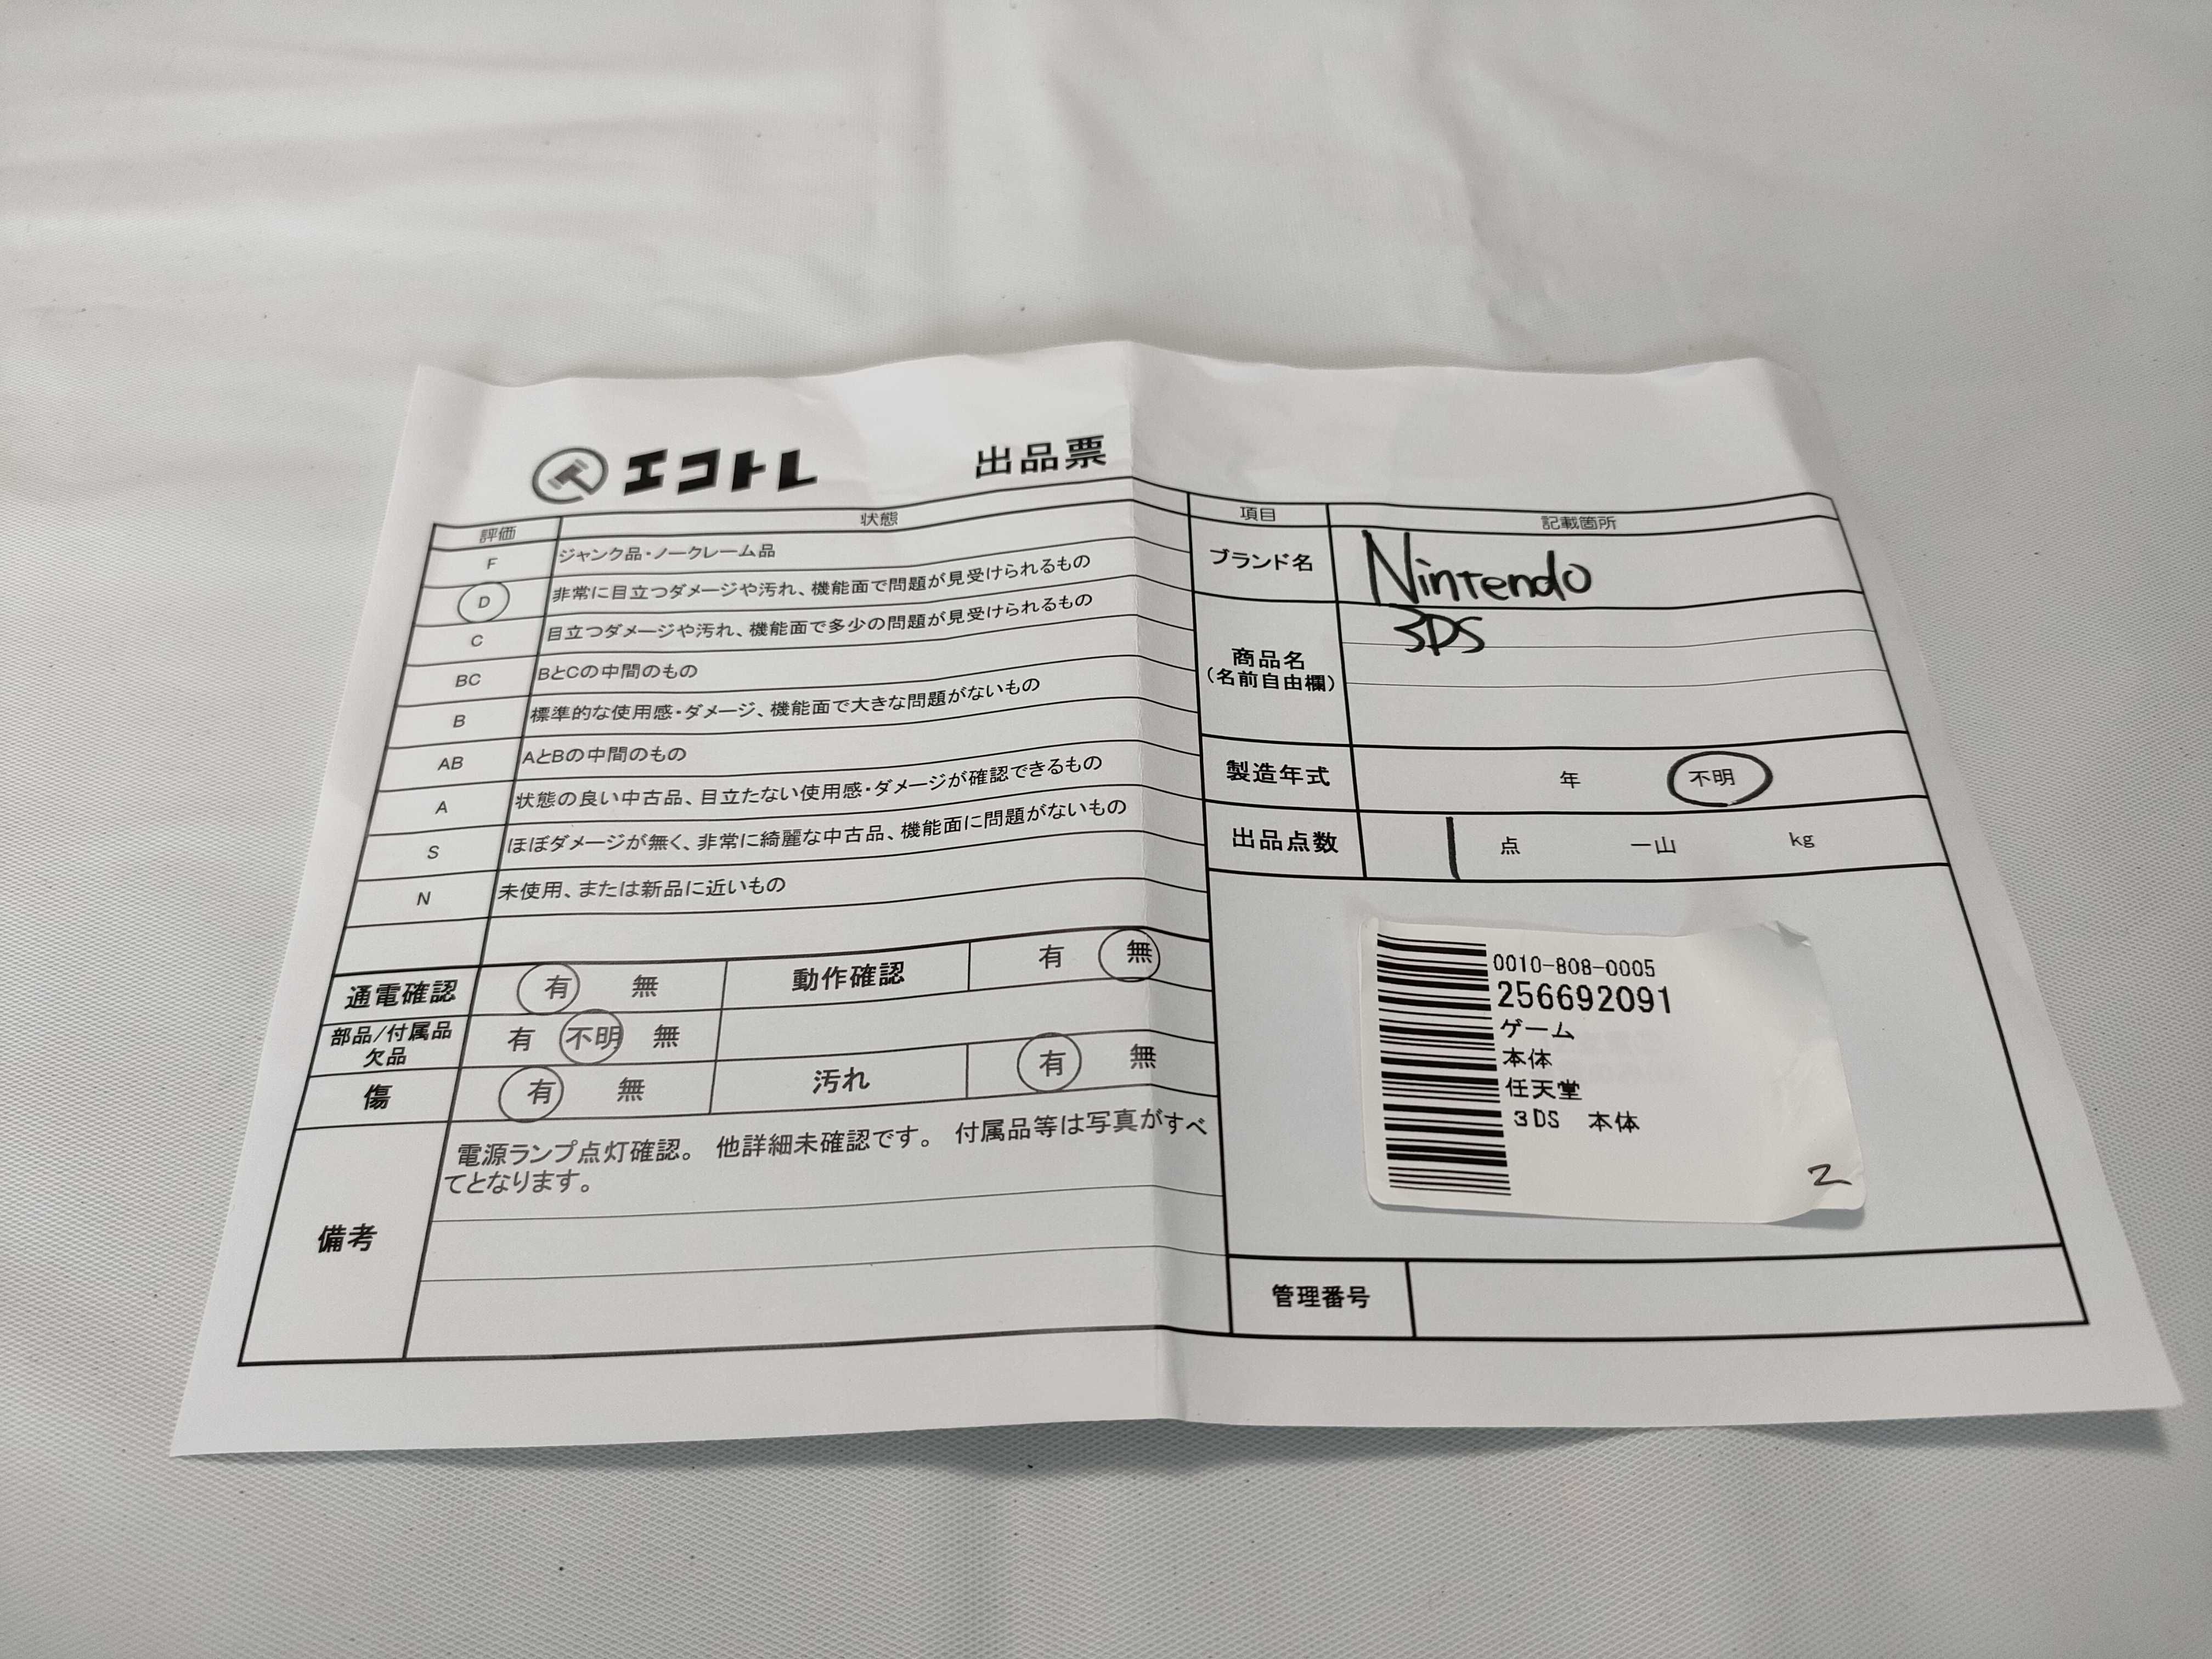 エコトレ 出品票
評価 状態
F ジャンク品・ノークレーム品
D 非常に目立つダメージや汚れ、機能面で問題が見受けられるもの
C 目立つダメージや汚れ、機能面で多少の問題が見受けられるもの
BC BとCの中間のもの
B 標準的な使用感・ダメージ、機能面で大きな問題がないもの
AB AとBの中間のもの
A 状態の良い中古品、目立たない使用感・ダメージが確認できるもの
S ほぼダメージが無く、非常に綺麗な中古品、機能面に問題がないもの
N 未使用、または新品に近いもの
通電確認 有 無 動作確認 有 無
部品/付属品
欠品 有 不明 無
傷 有 無 汚れ 有 無
備考 電源ランプ点灯確認。 他詳細未確認です。 付属品等は写真がすべ
てとなります。
項目 記載箇所
ブランド名 Nintendo
商品名
(名前自由欄) 3DS
製造年式 年 不明
出品点数 1 点 一山 kg
0010-808-0005
256692091
ゲーム
本体
任天堂
3DS 本体
2
管理番号